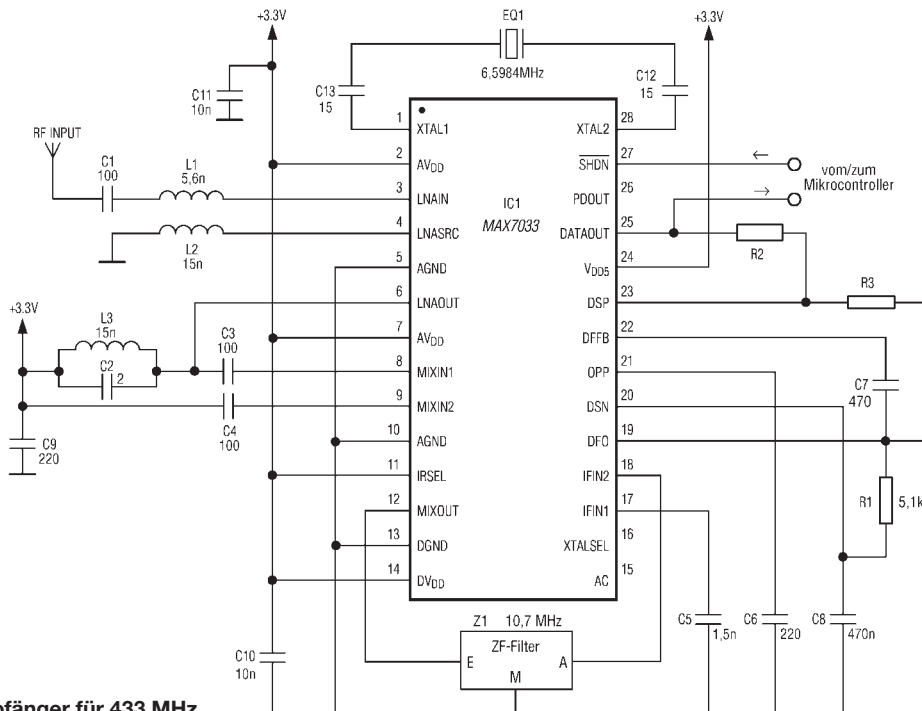 +3.3V
EQ1
+3.3V
6,5984MHz
C11
10n
C13
15
C12
15
RF INPUT
C1
100
L1
5,6n
L2
15n
+3.3V
L3
15n
C2
2
C3
100
C4
100
C9
220
C10
10n
IC1
MAX7033
1 XTAL1
2 AVDD
3 LNAIN
4 LNASRC
5 AGND
6 LNAOUT
7 AVDD
8 MIXIN1
9 MIXIN2
10 AGND
11 IRSEL
12 MIXOUT
13 DGND
14 DVDD
XTAL2 28
SHDN 27
PDOUT 26
DATAOUT 25
VDD5 24
DSP 23
DFFB 22
OPP 21
DSN 20
DFO 19
IFIN2 18
IFIN1 17
XTALSEL 16
AC 15
← 
→
vom/zum
Mikrocontroller
R2
R3
C7
470
R1
5,1k
Z1 10,7 MHz
ZF-Filter
E
A
M
C5
1,5n
C6
220
C8
470n
für 433 MHz